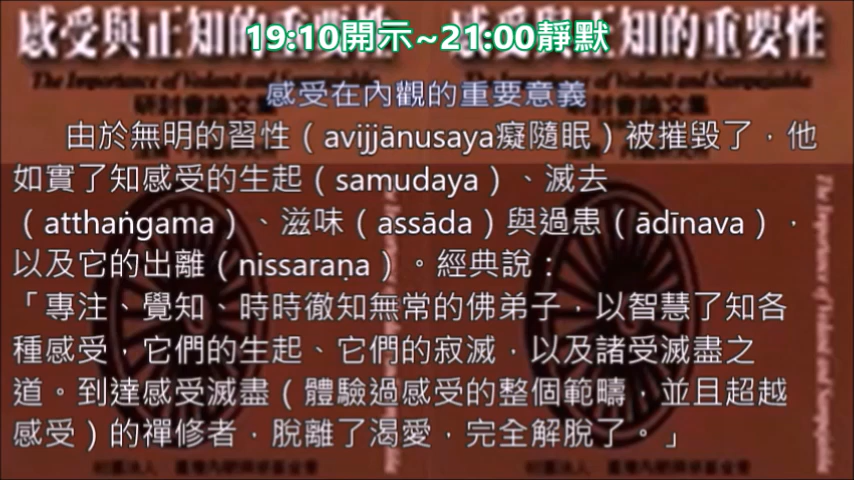 感受與正知的重要性
感受與正知的重要性
19:10開示~21:00靜默
The Importance of Vedanā and Sampajañña
感受在內觀的重要意義
研討會論文集
由於無明的習性（avijjānusaya癡隨眠）被摧毀了，他
如實了知感受的生起（samudaya）、滅去
（atthaṅgama）、滋味（assāda）與過患（ādīnava），
以及它的出離（nissaraṇa）。經典說：
「專注、覺知、時時徹知無常的佛弟子，以智慧了知各
種感受，它們的生起、它們的寂滅，以及諸受滅盡之
道。到達感受滅盡（體驗過感受的整個範疇，並且超越
感受）的禪修者，脫離了渴愛，完全解脫了。」
The Importance of Vedanā and Sampajañña